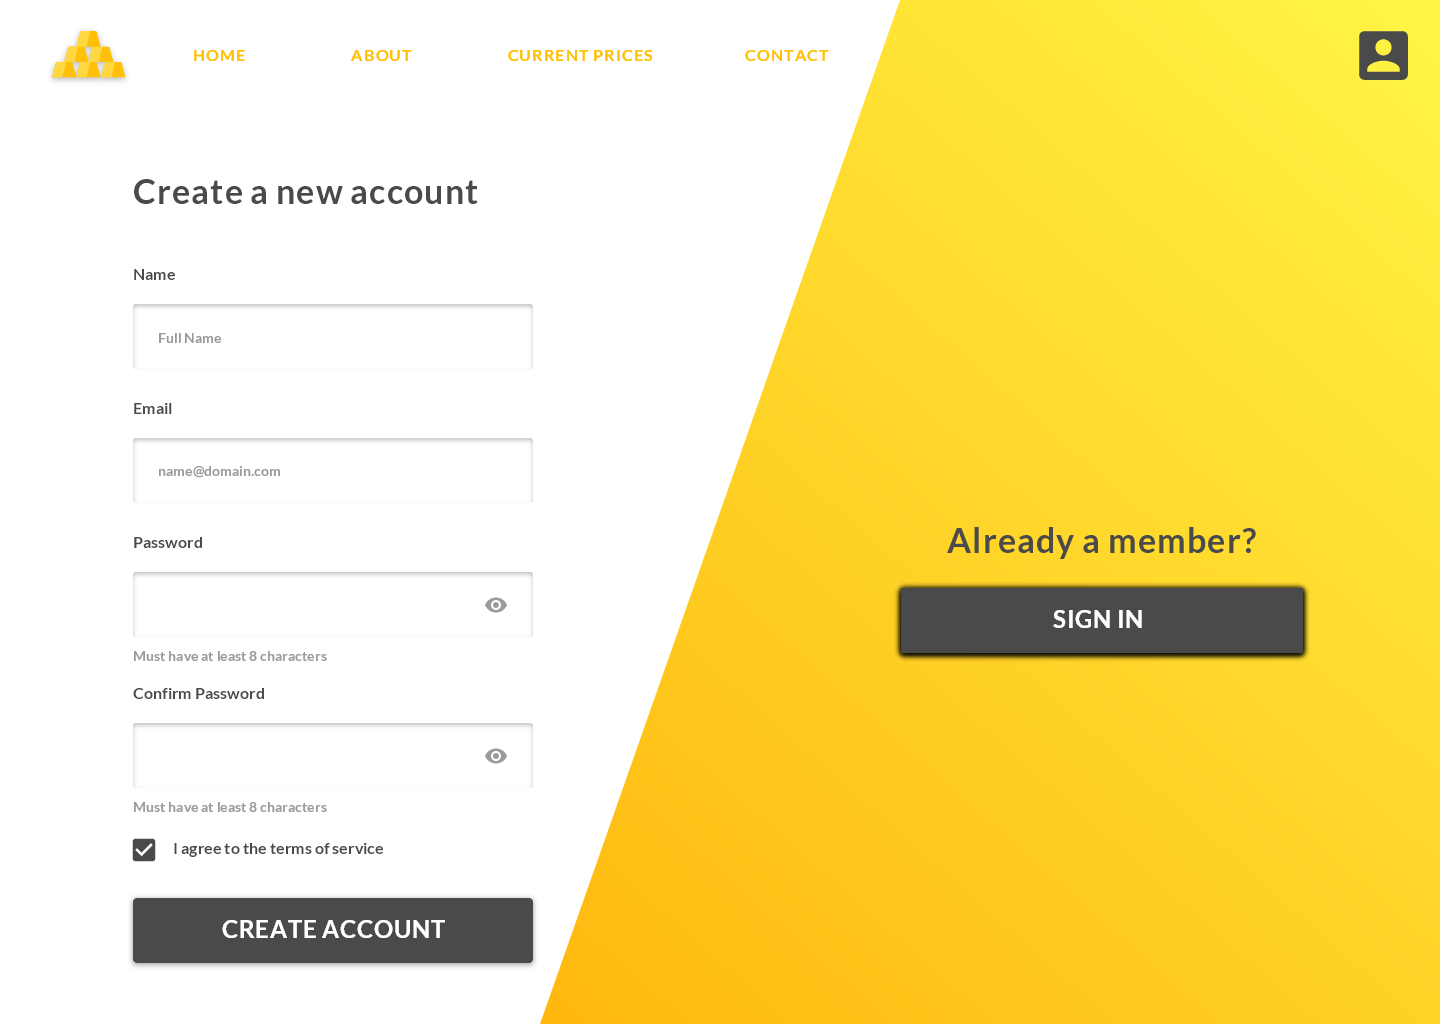 HOME
ABOUT
CURRENT PRICES
CONTACT
Create a new account
Name
Full Name
Email
name@domain.com
Password
Must have at least 8 characters
Confirm Password
Must have at least 8 characters
I agree to the terms of service
CREATE ACCOUNT
Already a member?
SIGN IN